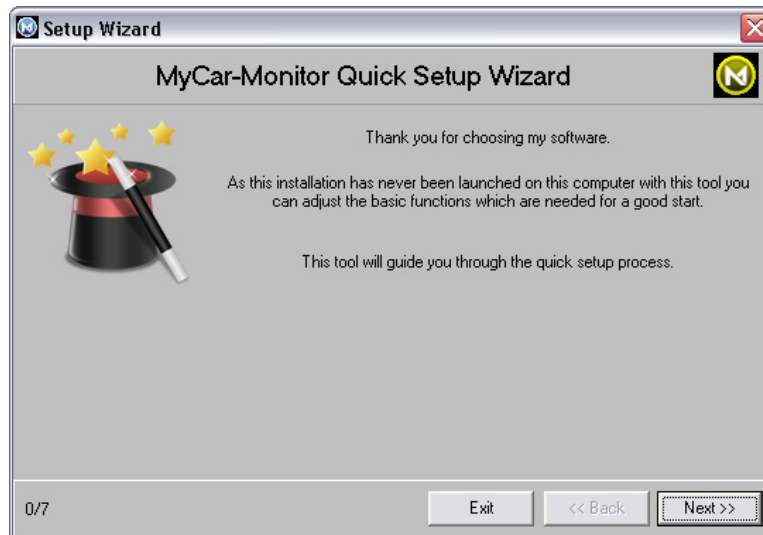 Setup Wizard
MyCar-Monitor Quick Setup Wizard
Thank you for choosing my software.
As this installation has never been launched on this computer with this tool you
can adjust the basic functions which are needed for a good start.
This tool will guide you through the quick setup process.
0/7
Exit
<< Back
Next >>